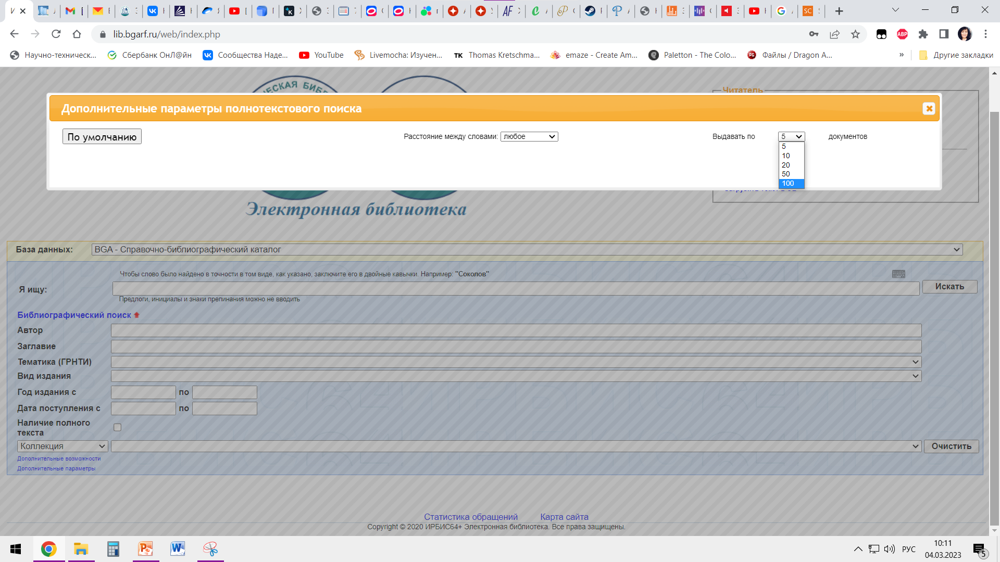 lib.bgarf.ru/web/index.php
Научно-техническ...
Сбербанк ОнЛ@йн
Сообщества Наде...
YouTube
Livemocha: Изучен...
Thomas Kretschma...
emaze - Create Am...
Paletton - The Colo...
Файлы / Dragon A...
»
Другие закладки
ЕСКАЯ БИБЛ
Читатель
Дополнительные параметры полнотекстового поиска
По умолчанию
Расстояние между словами: любое
Выдавать по 5 документов
5
10
20
50
100
Электронная библиотека
База данных: BGA - Справочно-библиографический каталог
Чтобы слово было найдено в точности в том виде, как указано, заключите его в двойные кавычки. Например: "Соколов"
Я ищу:
Искать
Предлоги, инициалы и знаки препинания можно не вводить
Библиографический поиск
Автор
Заглавие
Тематика (ГРНТИ)
Вид издания
Год издания с по
Дата поступления с по
Наличие полного
текста
Коллекция
Очистить
Дополнительные возможности
Дополнительные параметры
Статистика обращений Карта сайта
Copyright © 2020 ИРБИС64+ Электронная библиотека. Все права защищены.
РУС
10:11
04.03.2023
5